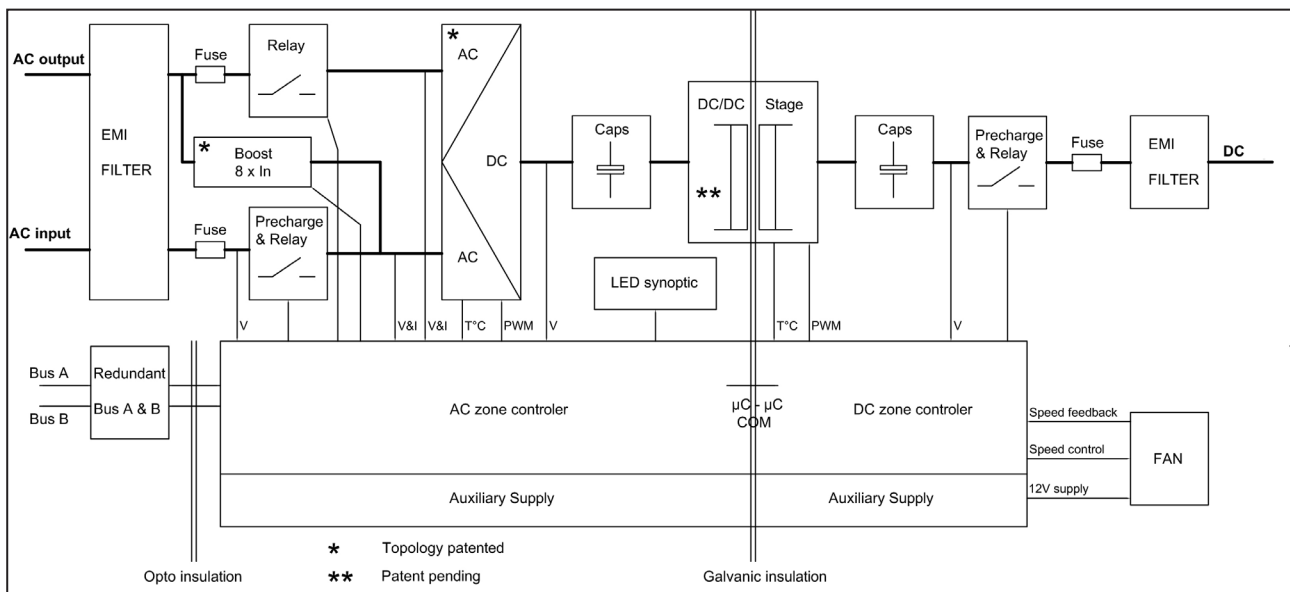 AC output
EMI
FILTER
AC input
Fuse
Relay
*
Boost
8 x In
Fuse
Precharge
& Relay
*
AC
DC
AC
Caps
DC/DC
Stage
**
Caps
Precharge
& Relay
Fuse
EMI
FILTER
DC
LED synoptic
V
V&I
V&I
T°C
PWM
V
T°C
PWM
V
Bus A
Bus B
Redundant
Bus A & B
AC zone controler
µC - µC
COM
DC zone controler
Speed feedback
Speed control
12V supply
FAN
Auxiliary Supply
Auxiliary Supply
* Topology patented
** Patent pending
Opto insulation
Galvanic insulation